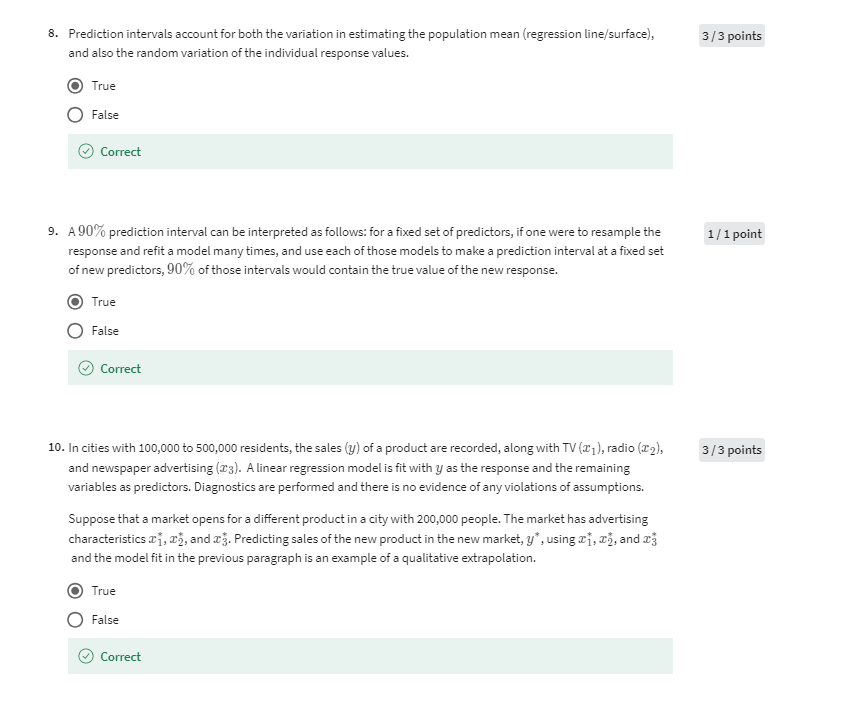 8. Prediction intervals account for both the variation in estimating the population mean (regression line/surface), 3 / 3 points
and also the random variation of the individual response values.
True
False
Correct
9. A 90% prediction interval can be interpreted as follows: for a fixed set of predictors, if one were to resample the 1 / 1 point
response and refit a model many times, and use each of those models to make a prediction interval at a fixed set
of new predictors, 90% of those intervals would contain the true value of the new response.
True
False
Correct
10. In cities with 100,000 to 500,000 residents, the sales (y) of a product are recorded, along with TV (x₁), radio (x₂), 3 / 3 points
and newspaper advertising (x₃). A linear regression model is fit with y as the response and the remaining
variables as predictors. Diagnostics are performed and there is no evidence of any violations of assumptions.
Suppose that a market opens for a different product in a city with 200,000 people. The market has advertising
characteristics x₁*, x₂*, and x₃*. Predicting sales of the new product in the new market, y*, using x₁*, x₂*, and x₃*
and the model fit in the previous paragraph is an example of a qualitative extrapolation.
True
False
Correct